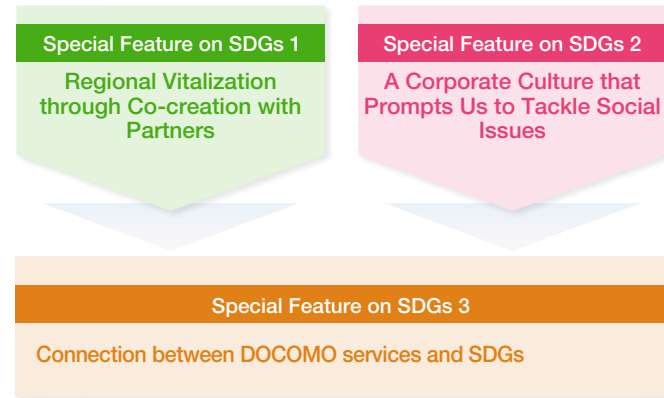 Special Feature on SDGs 1
Regional Vitalization
through Co-creation with
Partners
Special Feature on SDGs 2
A Corporate Culture that
Prompts Us to Tackle Social
Issues
Special Feature on SDGs 3
Connection between DOCOMO services and SDGs